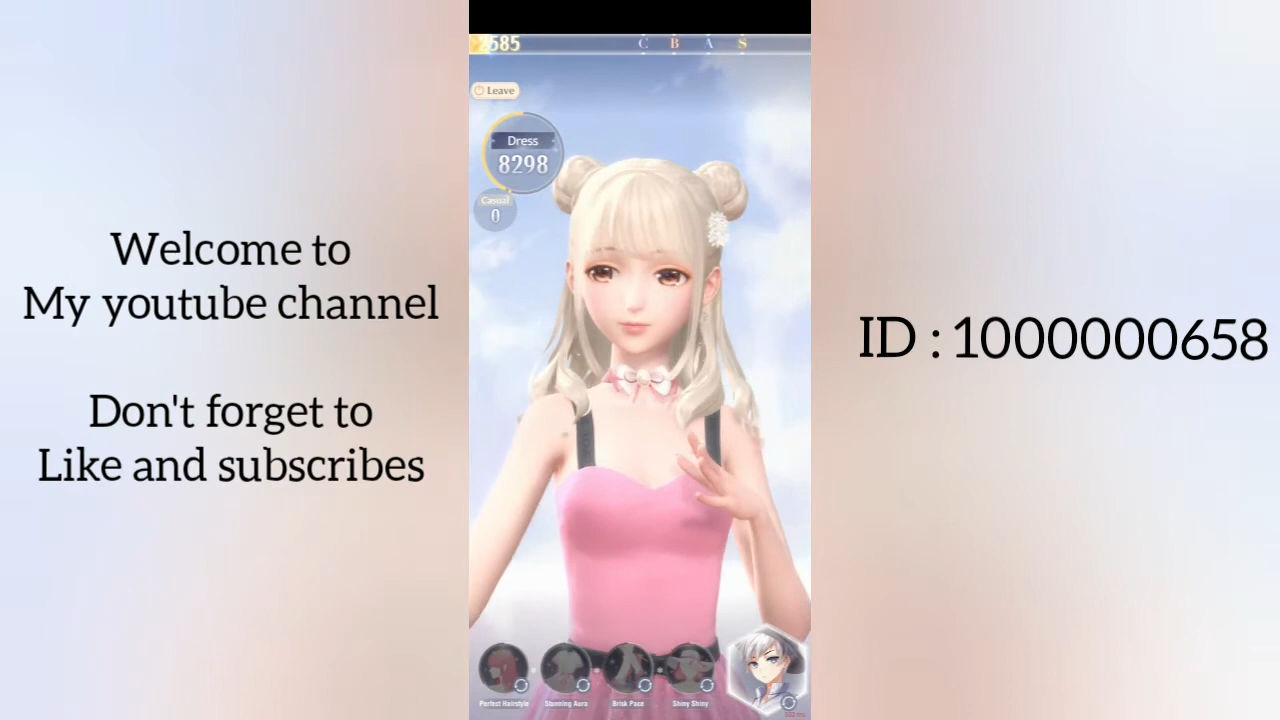 Welcome to
My youtube channel
Don't forget to
Like and subscribes
585
C B A S
Leave
Dress
8298
Casual
0
Perfect Hairstyle
Stunning Aura
Brisk Pace
Shiny Shiny
ID : 1000000658